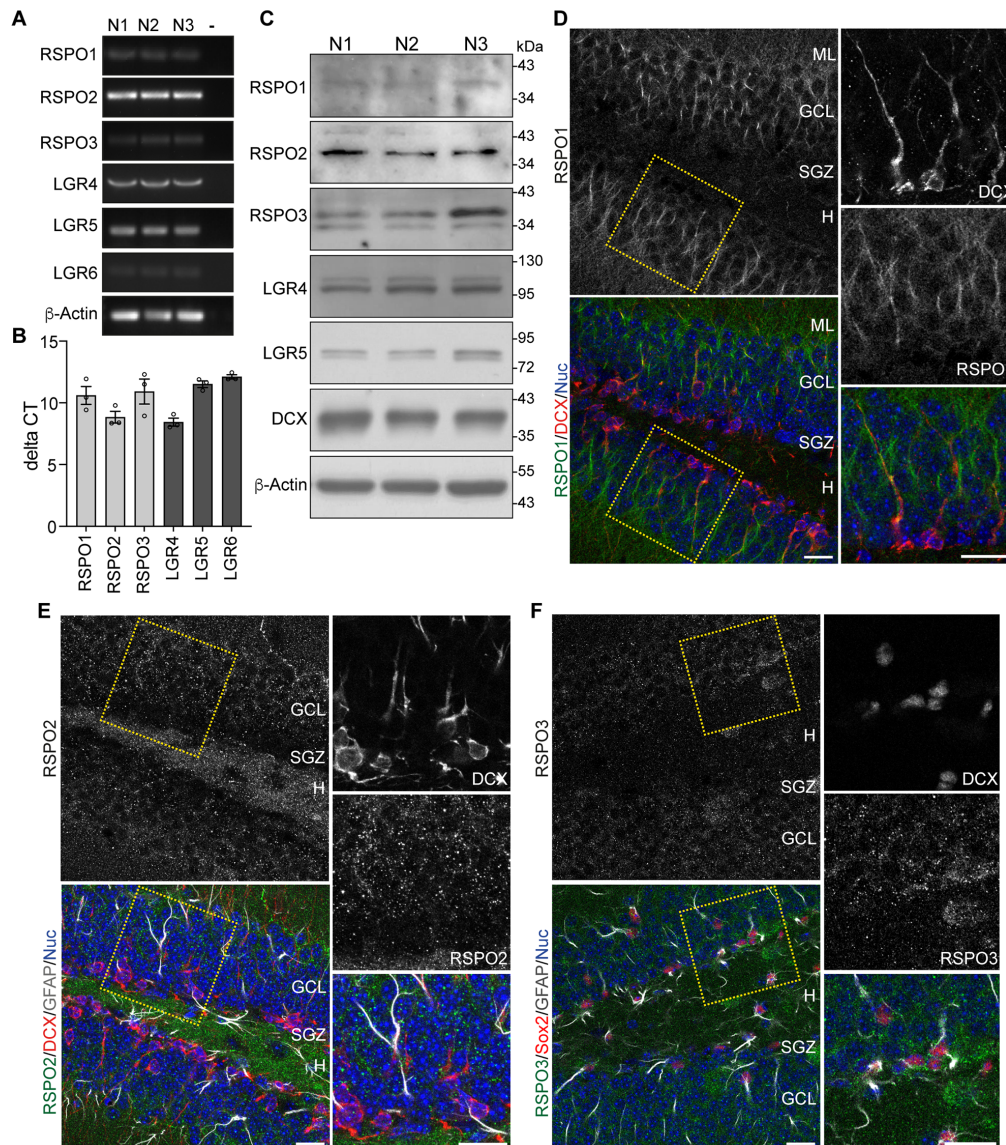 A
N1 N2 N3 -
RSPO1
RSPO2
RSPO3
LGR4
LGR5
LGR6
β-Actin
B
delta CT
15
10
5
0
RSPO1
RSPO2
RSPO3
LGR4
LGR5
LGR6
C
N1 N2 N3 kDa
RSPO1
43
34
RSPO2
43
34
RSPO3
43
34
LGR4
130
95
LGR5
95
72
DCX
43
35
β-Actin
55
43
D
RSPO1
ML
GCL
SGZ
H
DCX
RSPO
RSPO1/DCX/Nuc
ML
GCL
SGZ
H
E
RSPO2
GCL
SGZ
H
DCX
RSPO2
RSPO2/DCX/GFAP/Nuc
GCL
SGZ
H
F
RSPO3
H
SGZ
GCL
DCX
RSPO3
RSPO3/Sox2/GFAP/Nuc
H
SGZ
GCL